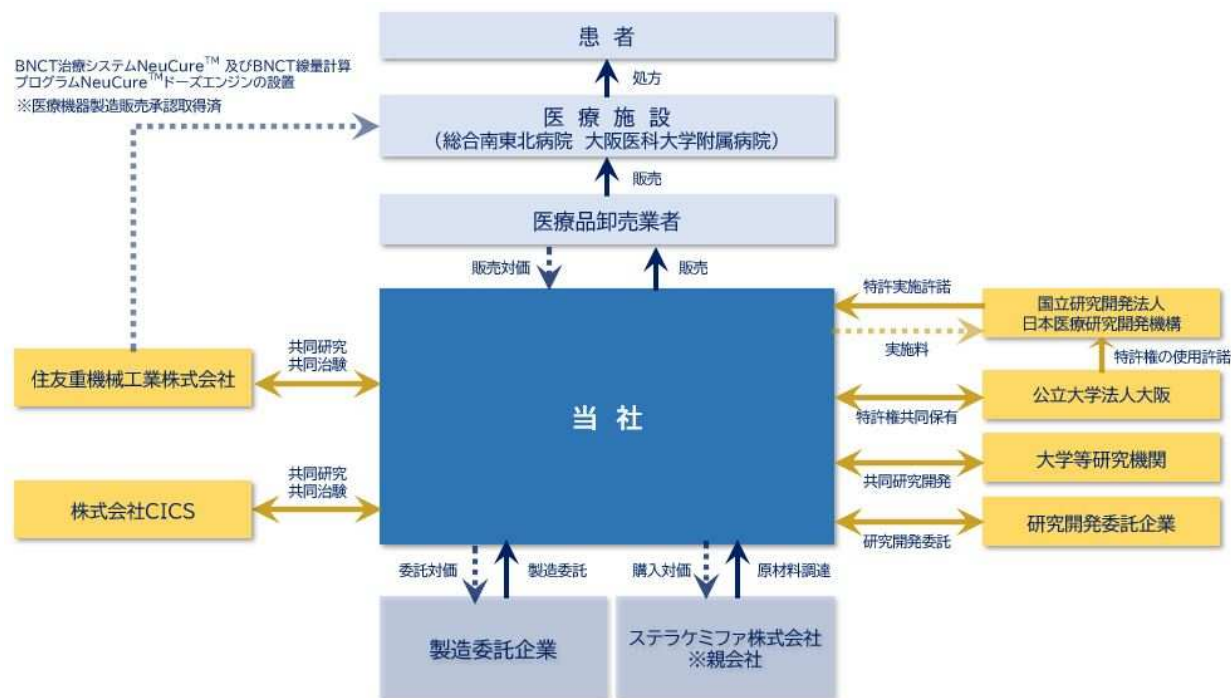 患者
BNCT治療システムNeuCure™ 及びBNCT線量計算
プログラムNeuCure™ドーズエンジンの設置
※医療機器製造販売承認取得済
処方
医療施設
（総合南東北病院 大阪医科大学附属病院）
販売
医療品卸売業者
販売対価
販売
特許実施許諾
国立研究開発法人
日本医療研究開発機構
実施料
特許権の使用許諾
共同研究
共同治験
住友重機械工業株式会社
当社
公立大学法人大阪
特許権共同保有
大学等研究機関
共同研究開発
共同研究
共同治験
株式会社CICS
研究開発委託企業
研究開発委託
委託対価
製造委託
購入対価
原材料調達
製造委託企業
ステラケミファ株式会社
※親会社